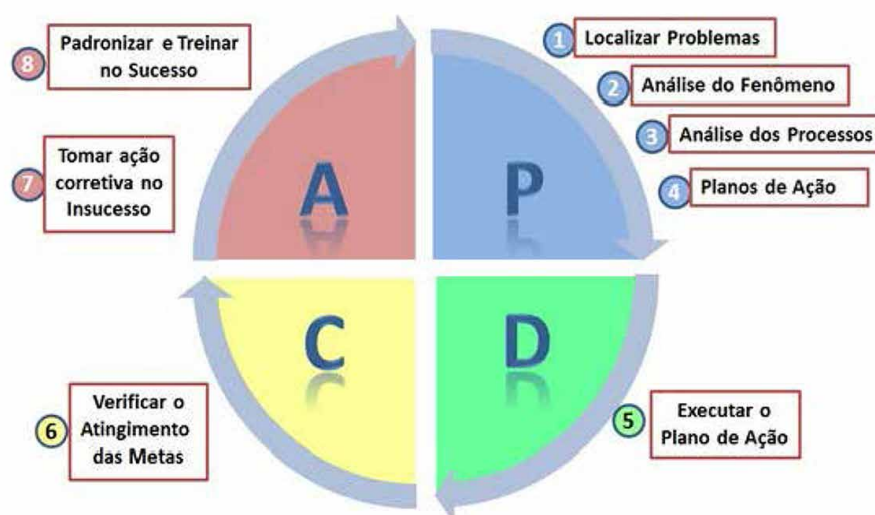 1 Localizar Problemas
2 Análise do Fenômeno
3 Análise dos Processos
4 Planos de Ação
8 Padronizar e Treinar
no Sucesso
7 Tomar ação
corretiva no
Insucesso
A
P
C
D
6 Verificar o
Atingimento
das Metas
5 Executar o
Plano de Ação